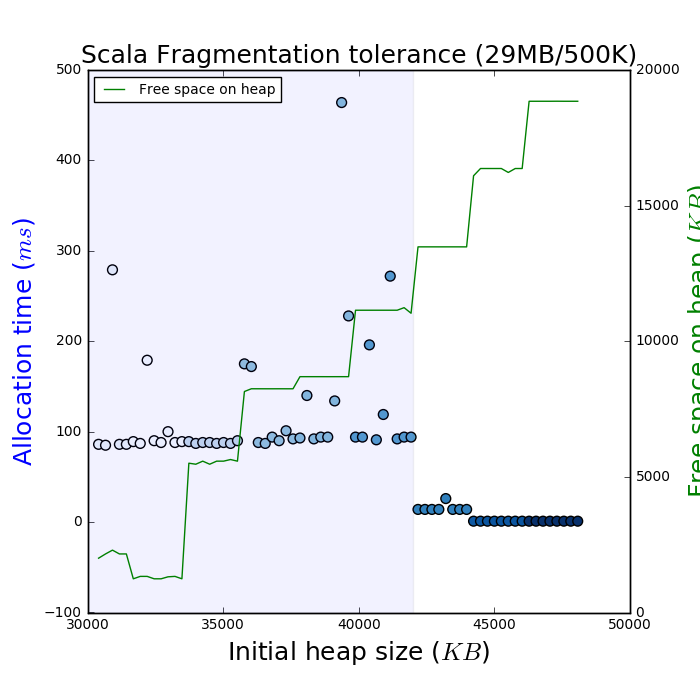 Scala Fragmentation tolerance (29MB/500K)
Free space on heap
500
400
300
200
100
0
−100
20000
15000
10000
5000
0
30000 35000 40000 45000 50000
Allocation time (ms)
Free space on heap (KB)
Initial heap size (KB)